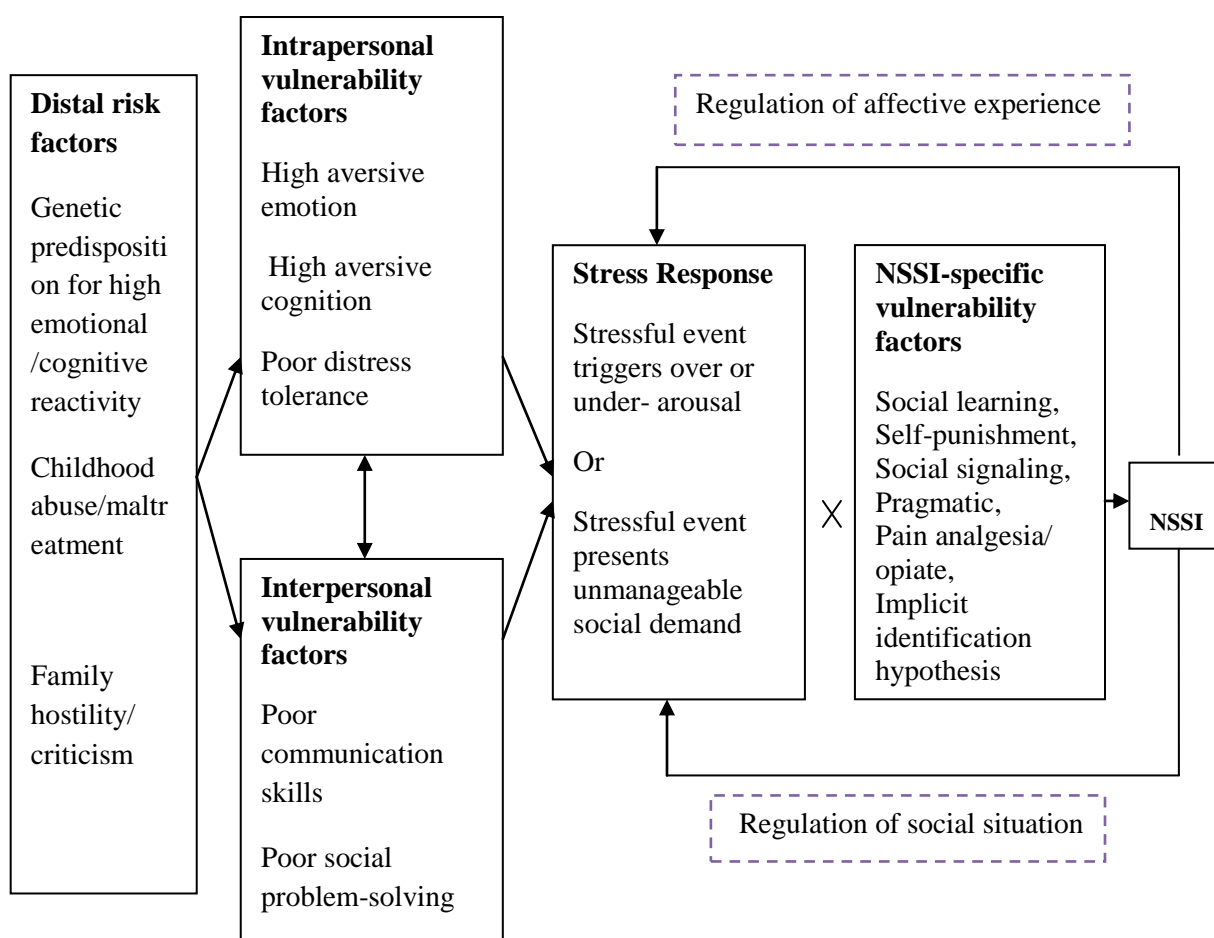 Distal risk
factors
Genetic
predispositi
on for high
emotional
/cognitive
reactivity
Childhood
abuse/maltr
eatment
Family
hostility/
criticism
Intrapersonal
vulnerability
factors
High aversive
emotion
High aversive
cognition
Poor distress
tolerance
Interpersonal
vulnerability
factors
Poor
communication
skills
Poor social
problem-solving
Regulation of affective experience
Stress Response
Stressful event
triggers over or
under- arousal
Or
Stressful event
presents
unmanageable
social demand
X
NSSI-specific
vulnerability
factors
Social learning,
Self-punishment,
Social signaling,
Pragmatic,
Pain analgesia/
opiate,
Implicit
identification
hypothesis
NSSI
Regulation of social situation